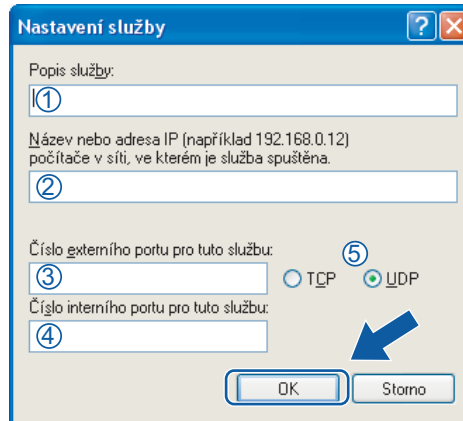 Nastavení služby
Popis služby:
①
Název nebo adresa IP (například 192.168.0.12)
počítače v síti, ve kterém je služba spuštěna.
②
Číslo externího portu pro tuto službu:
⑤
③
TCP
UDP
Číslo interního portu pro tuto službu:
④
OK
Storno